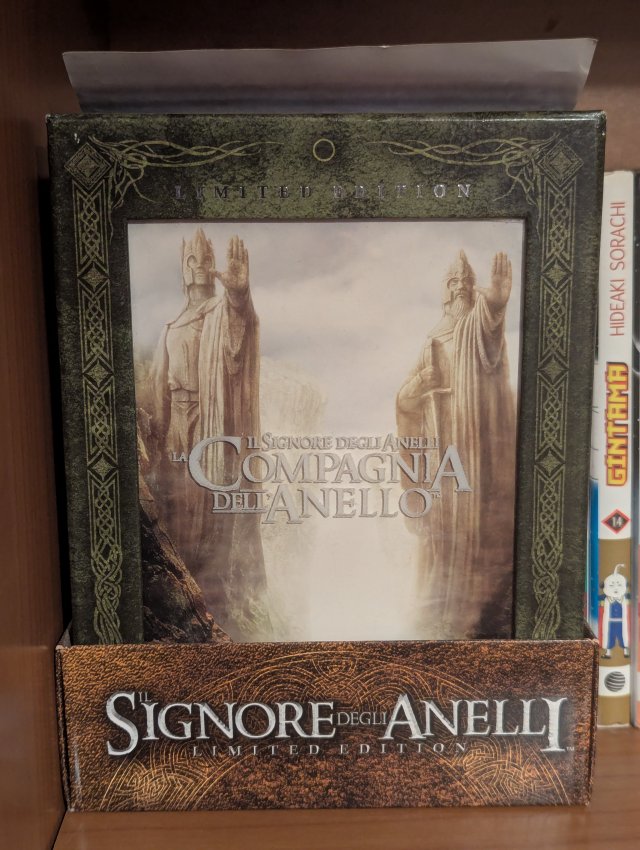 LIMITED EDITION
IL SIGNORE DEGLI ANELLI
LA COMPAGNIA
DELL'ANELLO
IL SIGNORE DEGLI ANELLI™
LIMITED EDITION
HIDEAKI SORACHI
GINTAMA
14